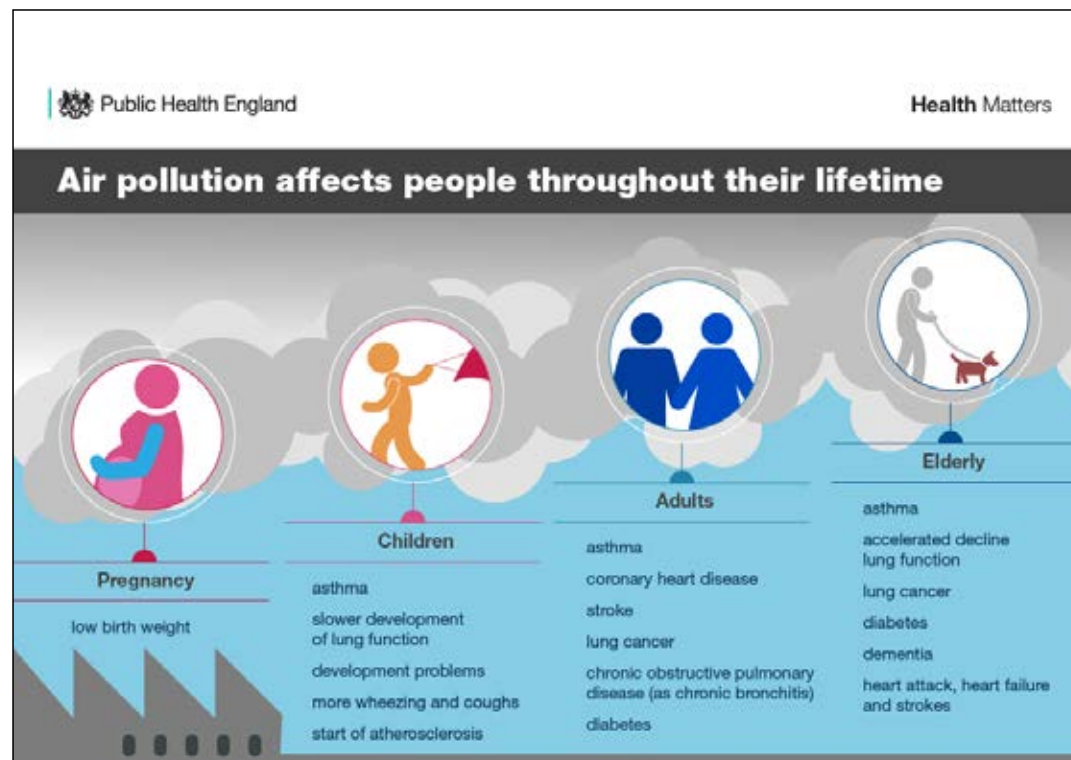 Public Health England
Health Matters
Air pollution affects people throughout their lifetime
Pregnancy
low birth weight
Children
asthma
slower development
of lung function
development problems
more wheezing and coughs
start of atherosclerosis
Adults
asthma
coronary heart disease
stroke
lung cancer
chronic obstructive pulmonary
disease (as chronic bronchitis)
diabetes
Elderly
asthma
accelerated decline
lung function
lung cancer
diabetes
dementia
heart attack, heart failure
and strokes